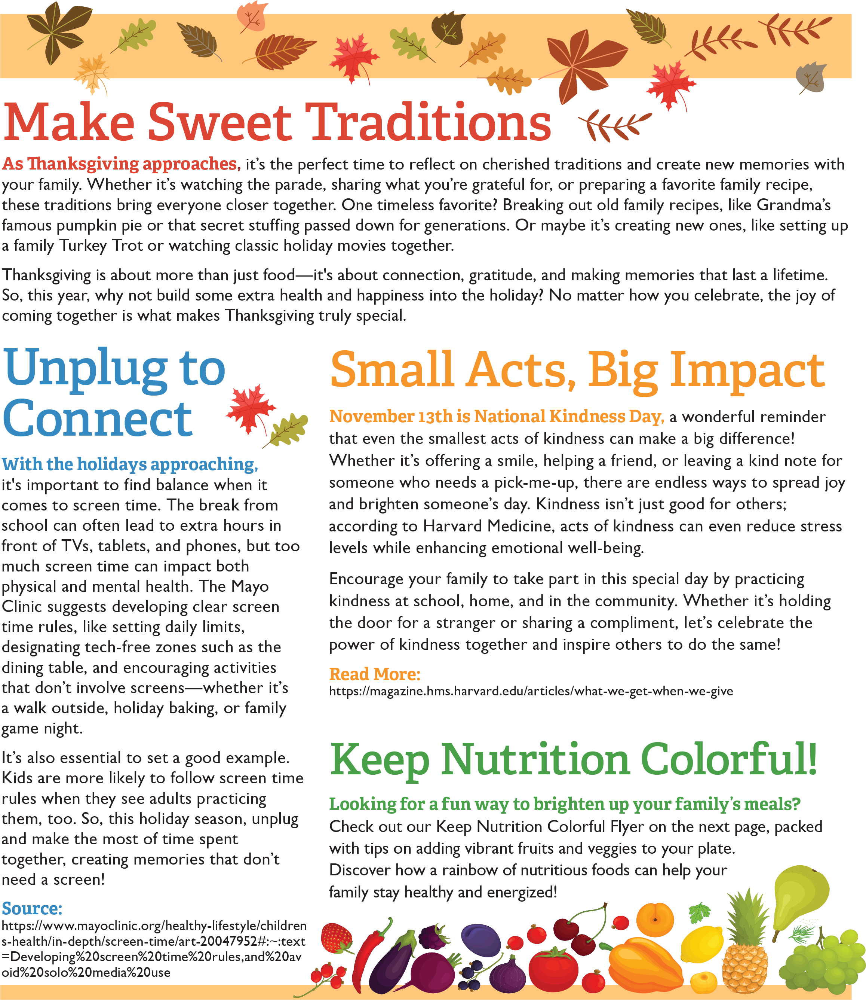 Make Sweet Traditions
As Thanksgiving approaches, it’s the perfect time to reflect on cherished traditions and create new memories with
your family. Whether it’s watching the parade, sharing what you’re grateful for, or preparing a favorite family recipe,
these traditions bring everyone closer together. One timeless favorite? Breaking out old family recipes, like Grandma’s
famous pumpkin pie or that secret stuffing passed down for generations. Or maybe it’s creating new ones, like setting up
a family Turkey Trot or watching classic holiday movies together.
Thanksgiving is about more than just food—it's about connection, gratitude, and making memories that last a lifetime.
So, this year, why not build some extra health and happiness into the holiday? No matter how you celebrate, the joy of
coming together is what makes Thanksgiving truly special.
Unplug to
Connect
With the holidays approaching,
it's important to find balance when it
comes to screen time. The break from
school can often lead to extra hours in
front of TVs, tablets, and phones, but too
much screen time can impact both
physical and mental health. The Mayo
Clinic suggests developing clear screen
time rules, like setting daily limits,
designating tech-free zones such as the
dining table, and encouraging activities
that don’t involve screens—whether it’s
a walk outside, holiday baking, or family
game night.
It’s also essential to set a good example.
Kids are more likely to follow screen time
rules when they see adults practicing
them, too. So, this holiday season, unplug
and make the most of time spent
together, creating memories that don’t
need a screen!
Source:
https://www.mayoclinic.org/healthy-lifestyle/children
s-health/in-depth/screen-time/art-20047952#:~:text
=Developing%20screen%20time%20rules,and%20av
oid%20solo%20media%20use
Small Acts, Big Impact
November 13th is National Kindness Day, a wonderful reminder
that even the smallest acts of kindness can make a big difference!
Whether it’s offering a smile, helping a friend, or leaving a kind note for
someone who needs a pick-me-up, there are endless ways to spread joy
and brighten someone’s day. Kindness isn’t just good for others;
according to Harvard Medicine, acts of kindness can even reduce stress
levels while enhancing emotional well-being.
Encourage your family to take part in this special day by practicing
kindness at school, home, and in the community. Whether it’s holding
the door for a stranger or sharing a compliment, let’s celebrate the
power of kindness together and inspire others to do the same!
Read More:
https://magazine.hms.harvard.edu/articles/what-we-get-when-we-give
Keep Nutrition Colorful!
Looking for a fun way to brighten up your family’s meals?
Check out our Keep Nutrition Colorful Flyer on the next page, packed
with tips on adding vibrant fruits and veggies to your plate.
Discover how a rainbow of nutritious foods can help your
family stay healthy and energized!